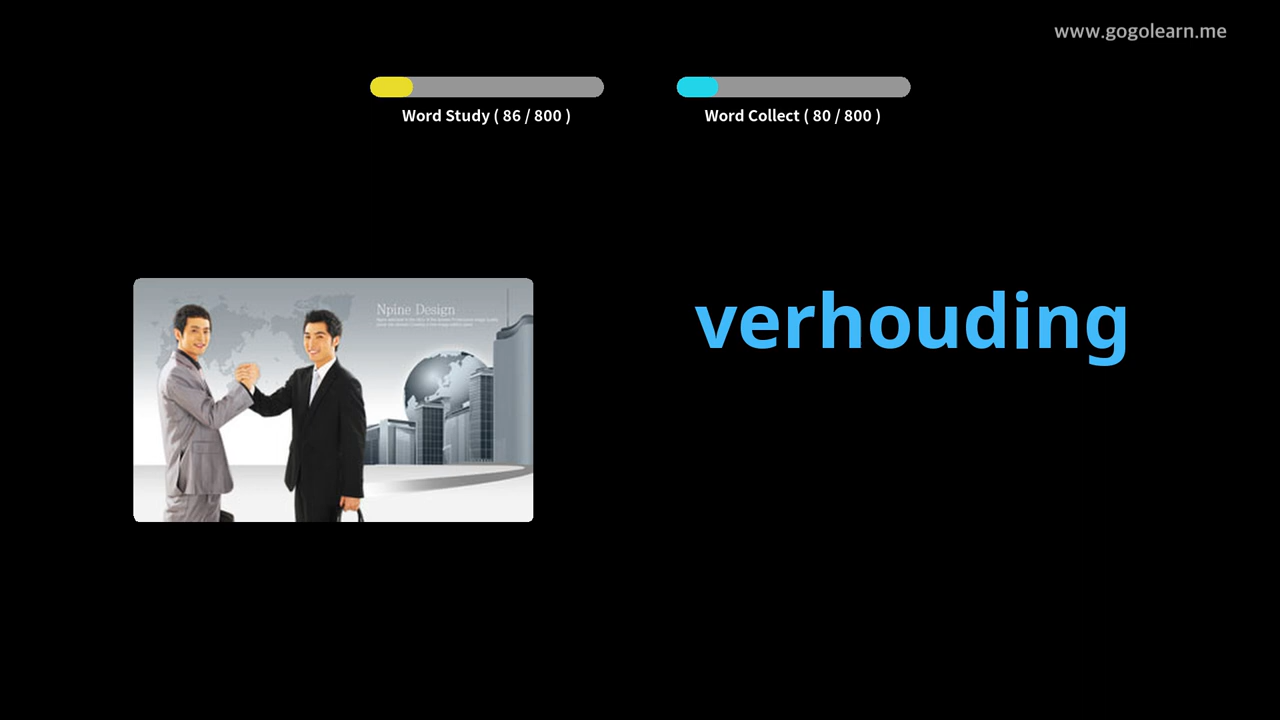 www.gogolearn.me
Word Study ( 86 / 800 )
Word Collect ( 80 / 800 )
Npine Design
verhouding